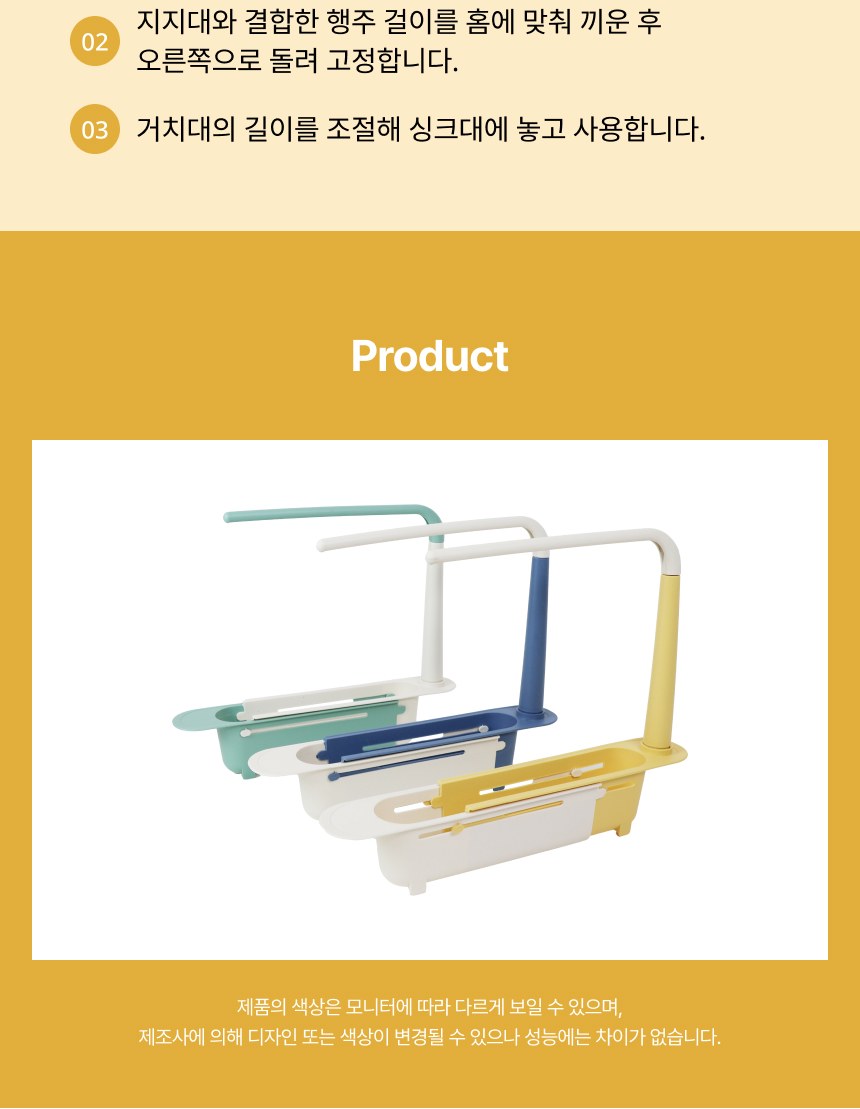 02
지지대와 결합한 행주 걸이를 홈에 맞춰 끼운 후
오른쪽으로 돌려 고정합니다.
03
거치대의 길이를 조절해 싱크대에 놓고 사용합니다.
Product
제품의 색상은 모니터에 따라 다르게 보일 수 있으며,
제조사에 의해 디자인 또는 색상이 변경될 수 있으나 성능에는 차이가 없습니다.